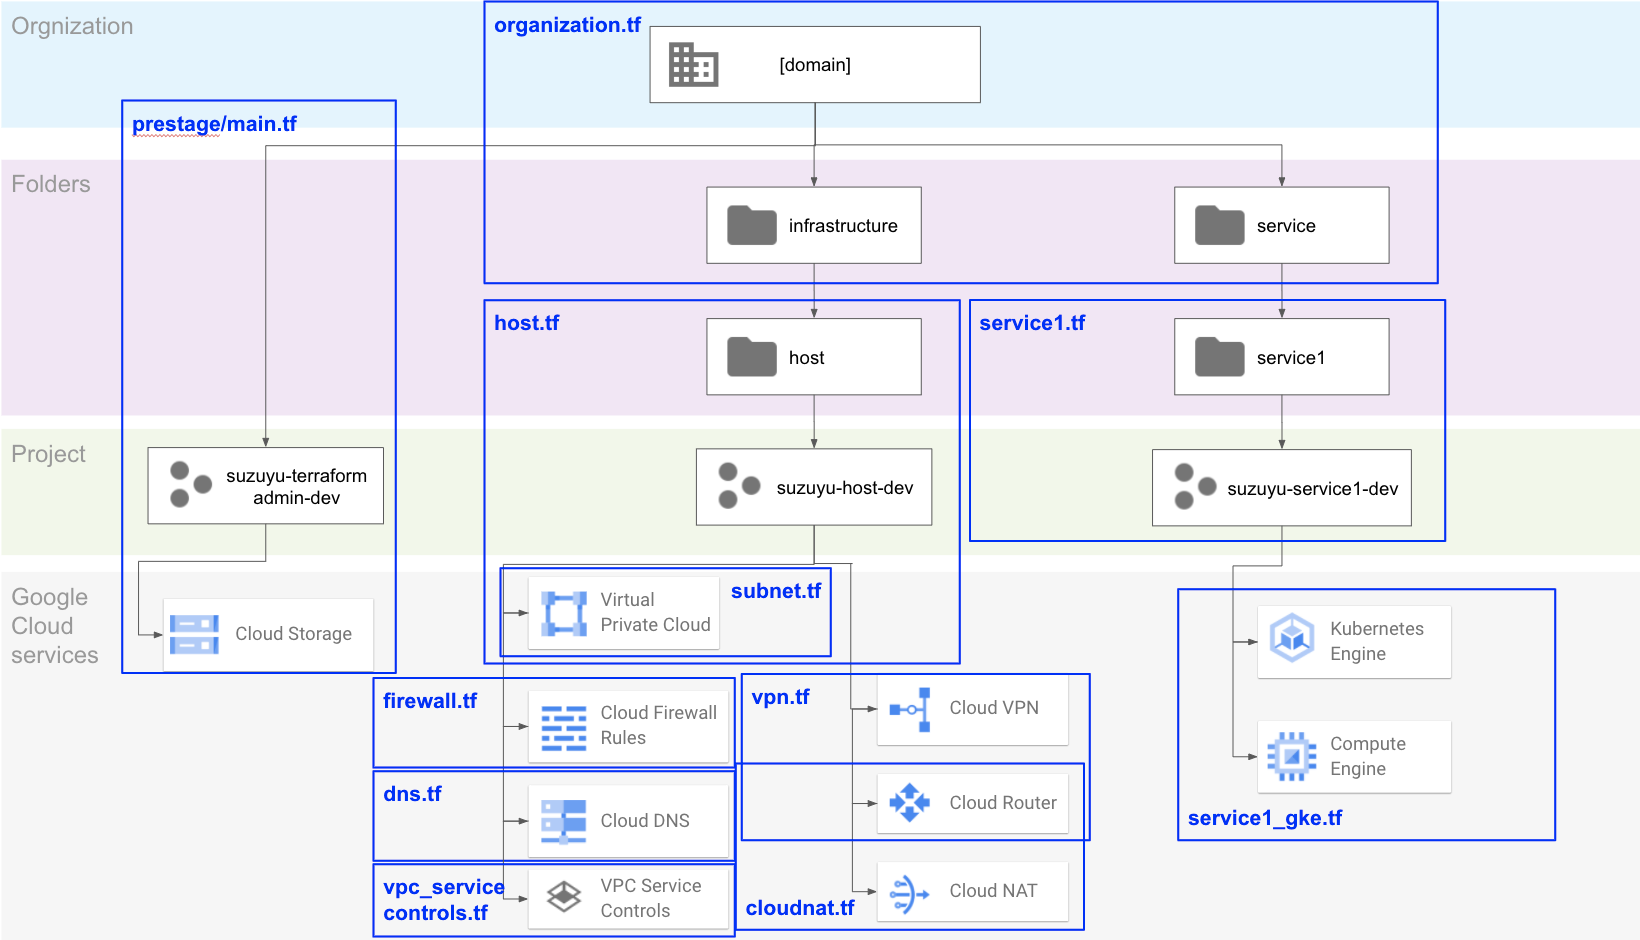 Orgnization
organization.tf
[domain]
prestage/main.tf
Folders
infrastructure
service
host.tf
service1.tf
host
service1
Project
suzuyu-terraform
admin-dev
suzuyu-host-dev
suzuyu-service1-dev
Google
Cloud
services
Cloud Storage
Virtual
Private Cloud
subnet.tf
Kubernetes
Engine
firewall.tf
Cloud Firewall
Rules
vpn.tf
Cloud VPN
Compute
Engine
dns.tf
Cloud DNS
Cloud Router
service1_gke.tf
vpc_service
controls.tf
VPC Service
Controls
cloudnat.tf
Cloud NAT